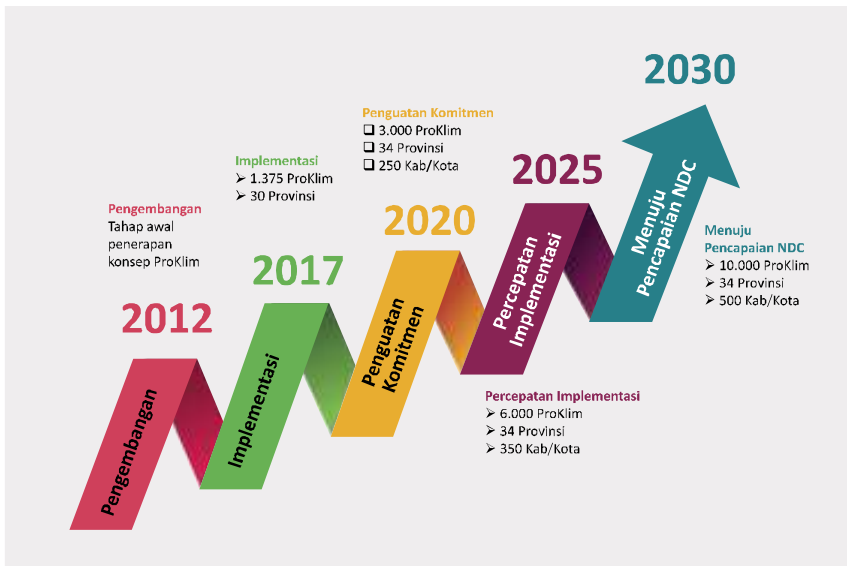 2012
Pengembangan
Tahap awal
penerapan
konsep ProKlim
Pengembangan
2017
Implementasi
➢ 1.375 ProKlim
➢ 30 Provinsi
Implementasi
2020
Penguatan Komitmen
❑ 3.000 ProKlim
❑ 34 Provinsi
❑ 250 Kab/Kota
Penguatan
Komitmen
2025
Percepatan
Implementasi
Percepatan Implementasi
➢ 6.000 ProKlim
➢ 34 Provinsi
➢ 350 Kab/Kota
2030
Menuju
Pencapaian NDC
Menuju
Pencapaian NDC
➢ 10.000 ProKlim
➢ 34 Provinsi
➢ 500 Kab/Kota